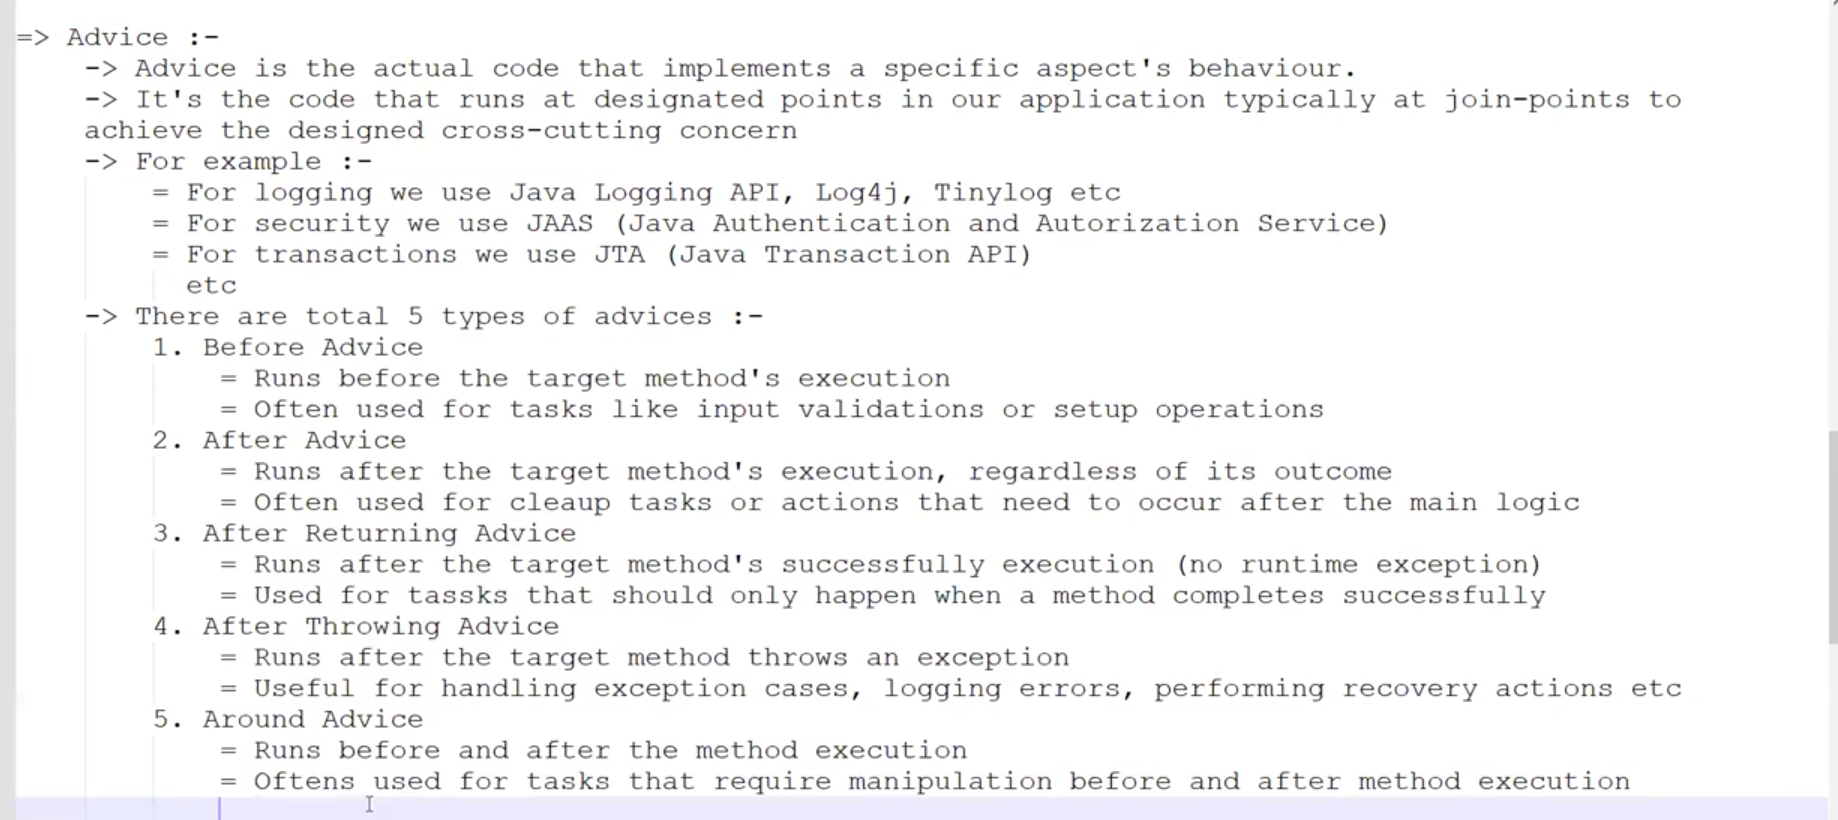 => Advice :-
-> Advice is the actual code that implements a specific aspect's behaviour.
-> It's the code that runs at designated points in our application typically at join-points to
achieve the designed cross-cutting concern
-> For example :-
= For logging we use Java Logging API, Log4j, Tinylog etc
= For security we use JAAS (Java Authentication and Autorization Service)
= For transactions we use JTA (Java Transaction API)
etc
-> There are total 5 types of advices :-
1. Before Advice
= Runs before the target method's execution
= Often used for tasks like input validations or setup operations
2. After Advice
= Runs after the target method's execution, regardless of its outcome
= Often used for cleaup tasks or actions that need to occur after the main logic
3. After Returning Advice
= Runs after the target method's successfully execution (no runtime exception)
= Used for tassks that should only happen when a method completes successfully
4. After Throwing Advice
= Runs after the target method throws an exception
= Useful for handling exception cases, logging errors, performing recovery actions etc
5. Around Advice
= Runs before and after the method execution
= Oftens used for tasks that require manipulation before and after method execution